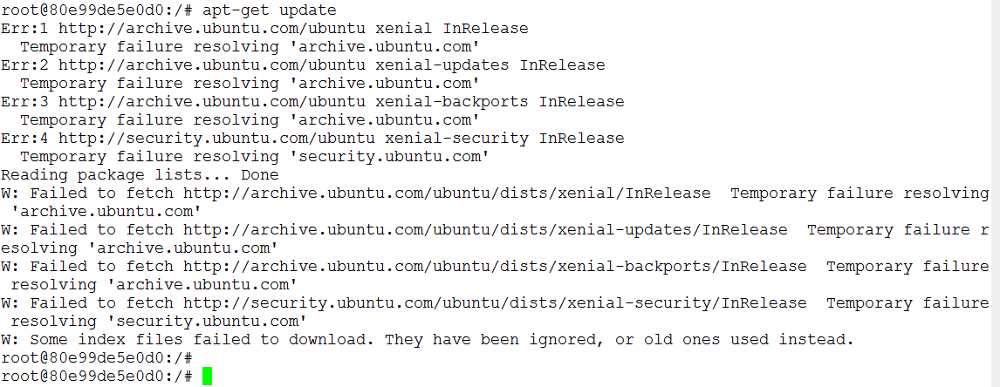 root@80e99de5e0d0:/# apt-get update
Err:1 http://archive.ubuntu.com/ubuntu xenial InRelease
  Temporary failure resolving 'archive.ubuntu.com'
Err:2 http://archive.ubuntu.com/ubuntu xenial-updates InRelease
  Temporary failure resolving 'archive.ubuntu.com'
Err:3 http://archive.ubuntu.com/ubuntu xenial-backports InRelease
  Temporary failure resolving 'archive.ubuntu.com'
Err:4 http://security.ubuntu.com/ubuntu xenial-security InRelease
  Temporary failure resolving 'security.ubuntu.com'
Reading package lists... Done
W: Failed to fetch http://archive.ubuntu.com/ubuntu/dists/xenial/InRelease  Temporary failure resolving
 'archive.ubuntu.com'
W: Failed to fetch http://archive.ubuntu.com/ubuntu/dists/xenial-updates/InRelease  Temporary failure r
esolving 'archive.ubuntu.com'
W: Failed to fetch http://archive.ubuntu.com/ubuntu/dists/xenial-backports/InRelease  Temporary failure
 resolving 'archive.ubuntu.com'
W: Failed to fetch http://security.ubuntu.com/ubuntu/dists/xenial-security/InRelease  Temporary failure
 resolving 'security.ubuntu.com'
W: Some index files failed to download. They have been ignored, or old ones used instead.
root@80e99de5e0d0:/#
root@80e99de5e0d0:/#